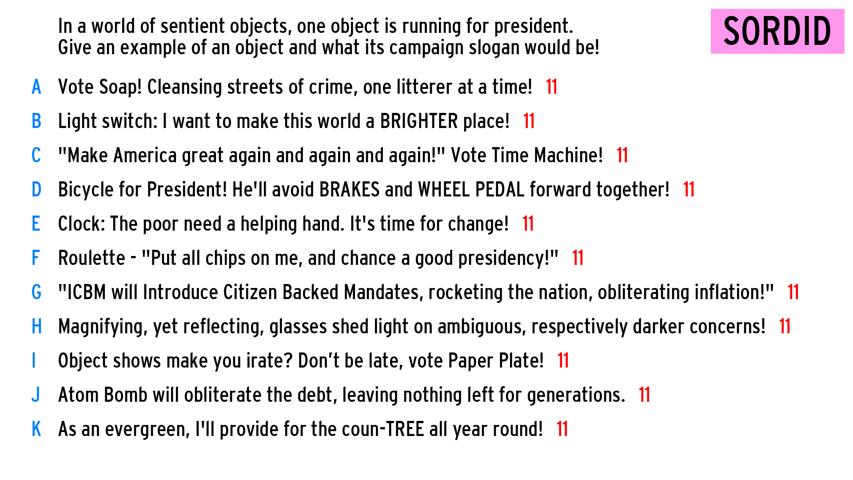 In a world of sentient objects, one object is running for president.
Give an example of an object and what its campaign slogan would be!
SORDID
A Vote Soap! Cleansing streets of crime, one litterer at a time! 11
B Light switch: I want to make this world a BRIGHTER place! 11
C "Make America great again and again and again!" Vote Time Machine! 11
D Bicycle for President! He'll avoid BRAKES and WHEEL PEDAL forward together! 11
E Clock: The poor need a helping hand. It's time for change! 11
F Roulette - "Put all chips on me, and chance a good presidency!" 11
G "ICBM will Introduce Citizen Backed Mandates, rocketing the nation, obliterating inflation!" 11
H Magnifying, yet reflecting, glasses shed light on ambiguous, respectively darker concerns! 11
I Object shows make you irate? Don’t be late, vote Paper Plate! 11
J Atom Bomb will obliterate the debt, leaving nothing left for generations. 11
K As an evergreen, I'll provide for the coun-TREE all year round! 11